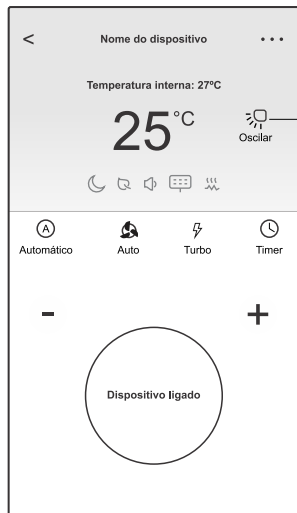 < Nome do dispositivo ...
Temperatura interna: 27ºC
25°C
Oscilar
A
Automático Auto Turbo Timer
- +
Dispositivo ligado